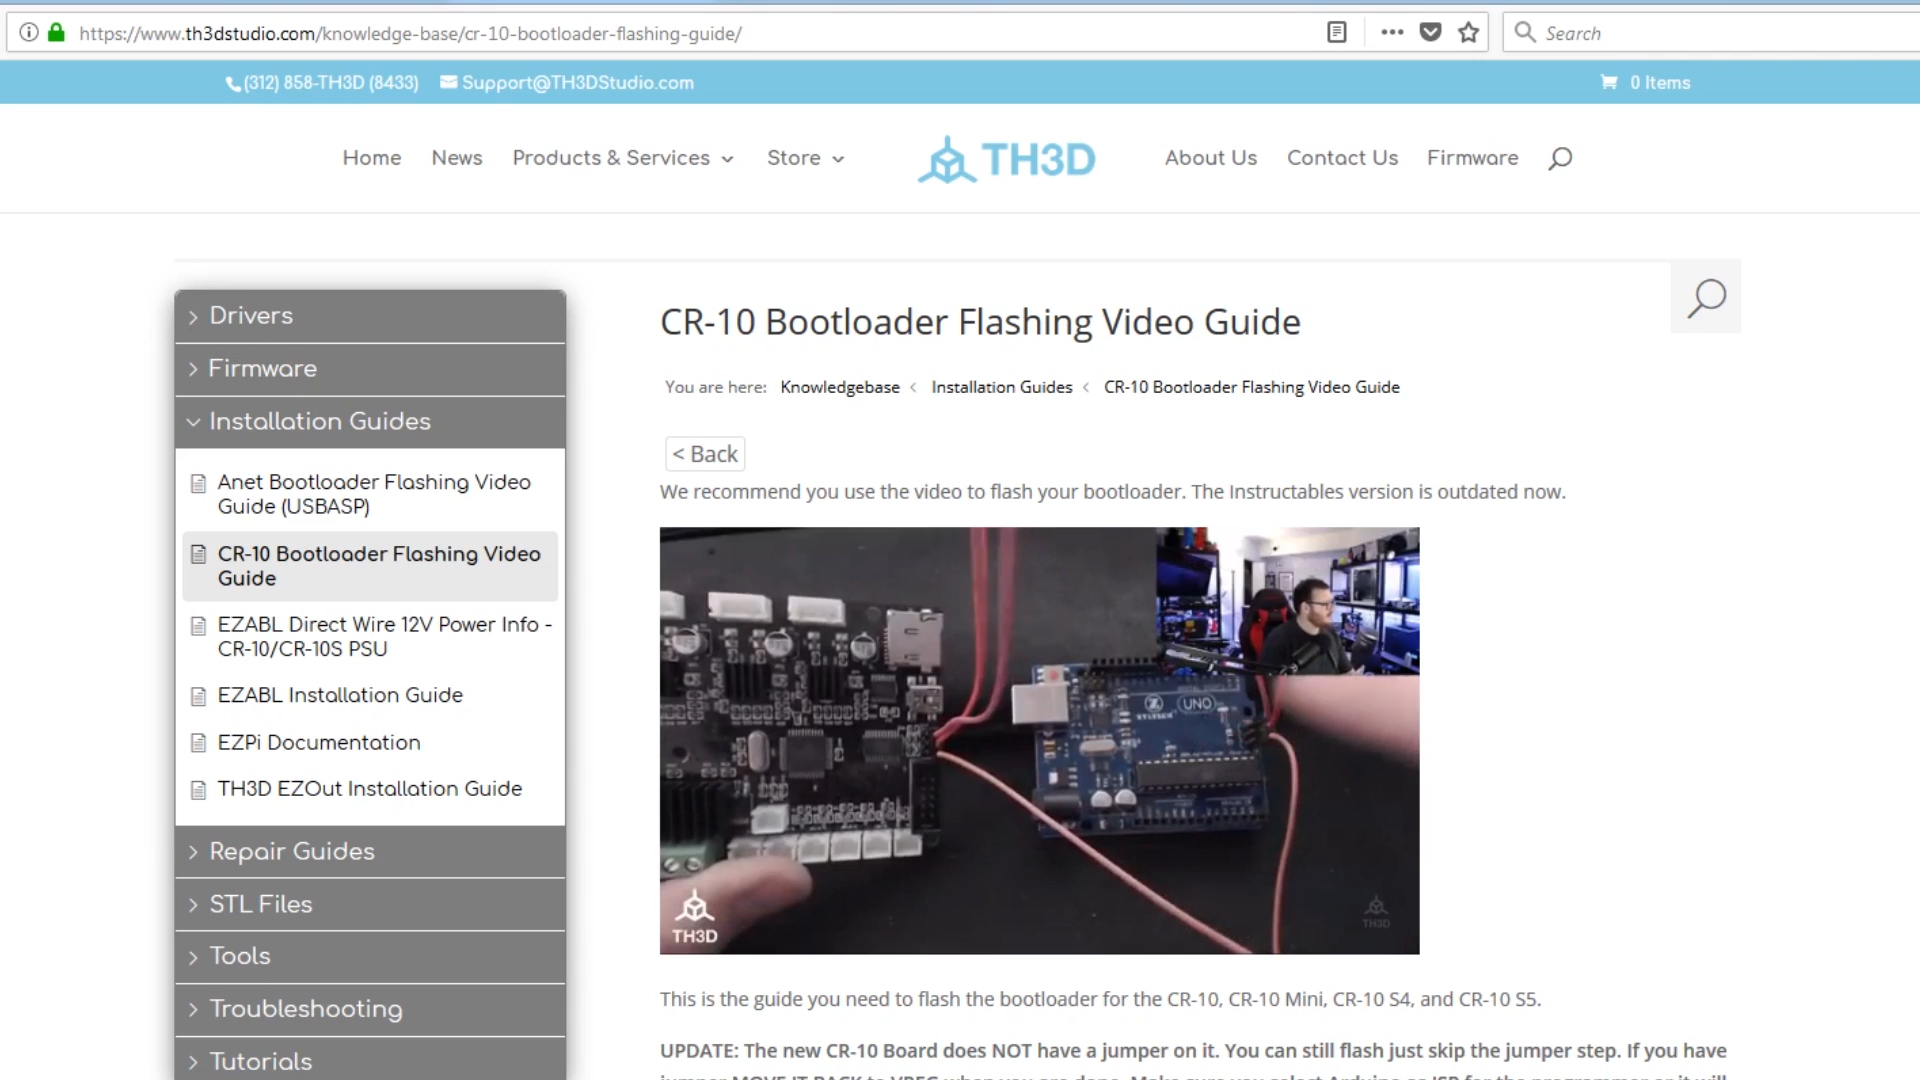 https://www.th3dstudio.com/knowledge-base/cr-10-bootloader-flashing-guide/
Search
(312) 858-TH3D (8433)
Support@TH3DStudio.com
0 Items
Home
News
Products & Services
Store
TH3D
About Us
Contact Us
Firmware
Drivers
Firmware
Installation Guides
Anet Bootloader Flashing Video
Guide (USBASP)
CR-10 Bootloader Flashing Video
Guide
EZABL Direct Wire 12V Power Info -
CR-10/CR-10S PSU
EZABL Installation Guide
EZPi Documentation
TH3D EZOut Installation Guide
Repair Guides
STL Files
Tools
Troubleshooting
Tutorials
CR-10 Bootloader Flashing Video Guide
You are here: Knowledgebase < Installation Guides < CR-10 Bootloader Flashing Video Guide
< Back
We recommend you use the video to flash your bootloader. The Instructables version is outdated now.
UNO
TH3D
TH3D
This is the guide you need to flash the bootloader for the CR-10, CR-10 Mini, CR-10 S4, and CR-10 S5.
UPDATE: The new CR-10 Board does NOT have a jumper on it. You can still flash just skip the jumper step. If you have